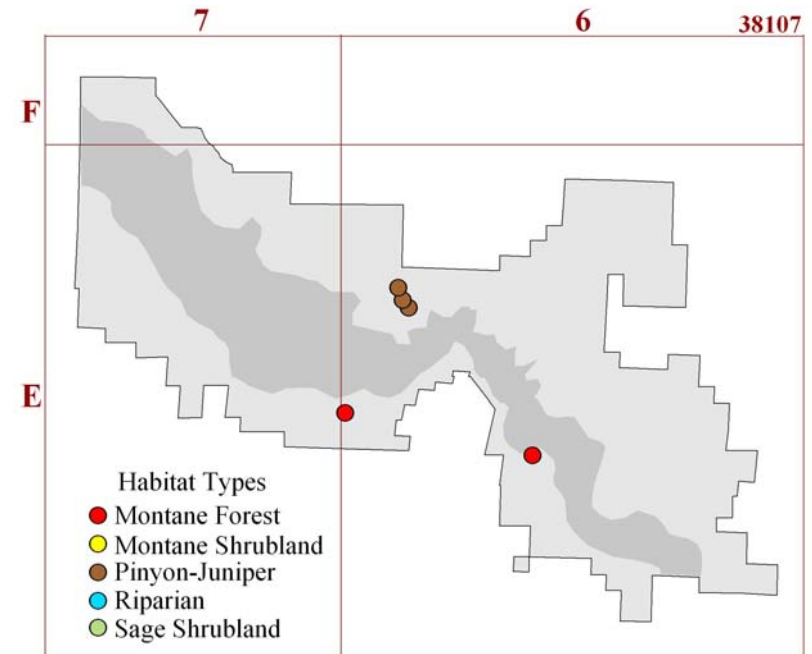 7 6 38107
F
E
Habitat Types
Montane Forest
Montane Shrubland
Pinyon-Juniper
Riparian
Sage Shrubland